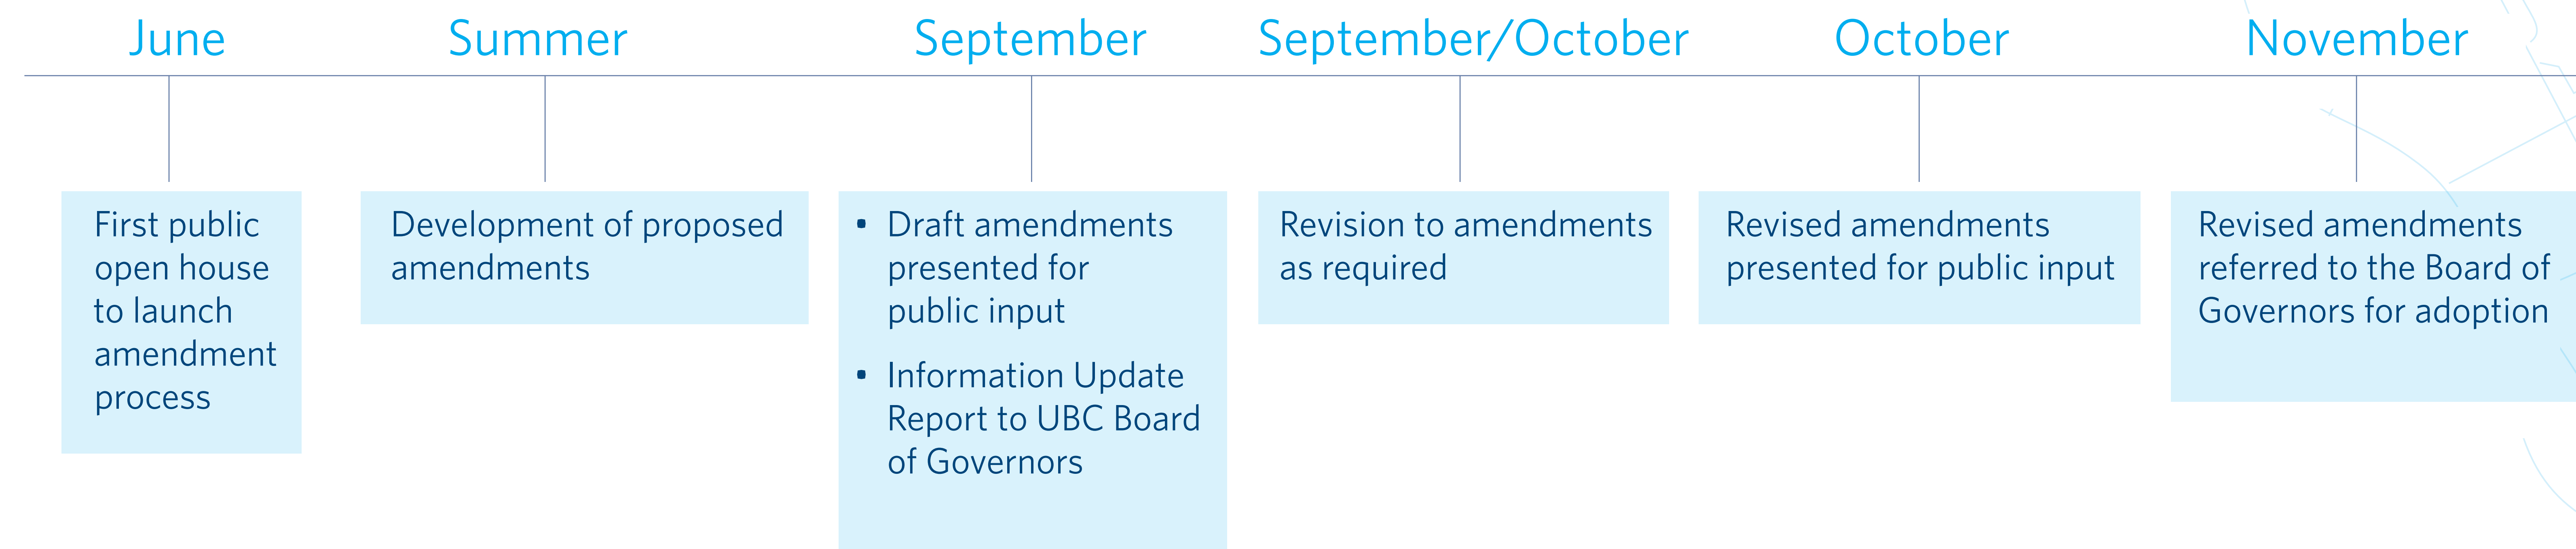 June
Summer
September
September/October
October
November
First public
open house
to launch
amendment
process
Development of proposed
amendments
• Draft amendments
presented for
public input
• Information Update
Report to UBC Board
of Governors
Revision to amendments
as required
Revised amendments
presented for public input
Revised amendments
referred to the Board of
Governors for adoption